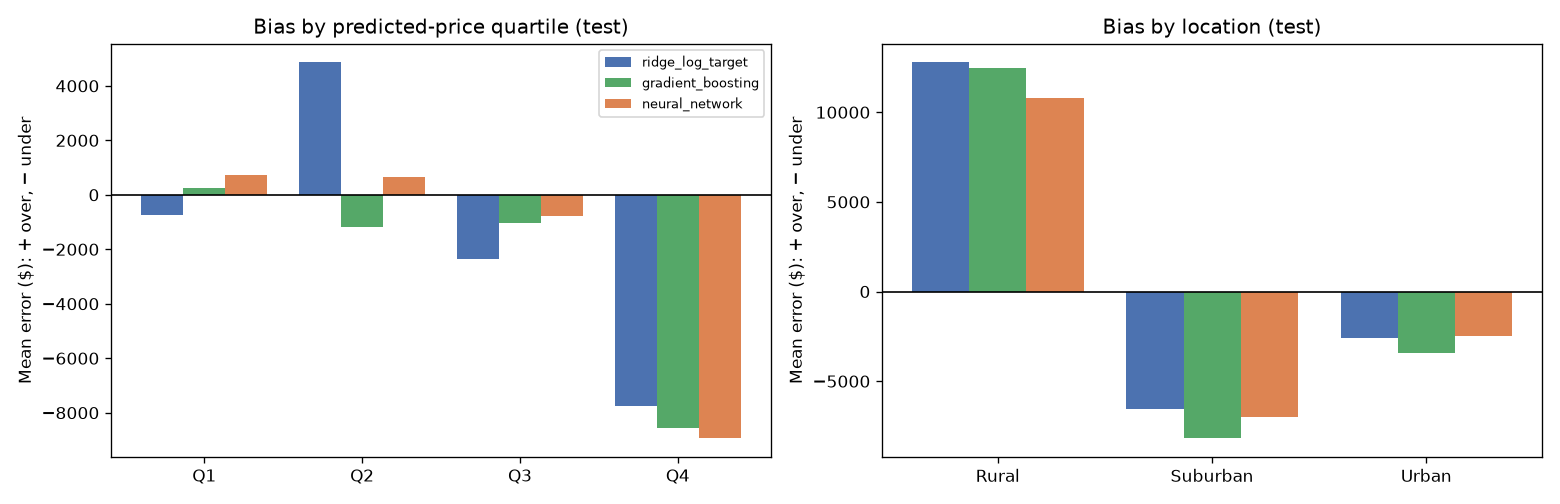 Bias by predicted-price quartile (test)
Mean error ($): + over, − under
4000
2000
0
−2000
−4000
−6000
−8000
Q1 Q2 Q3 Q4
ridge_log_target
gradient_boosting
neural_network
Bias by location (test)
Mean error ($): + over, − under
10000
5000
0
−5000
Rural Suburban Urban